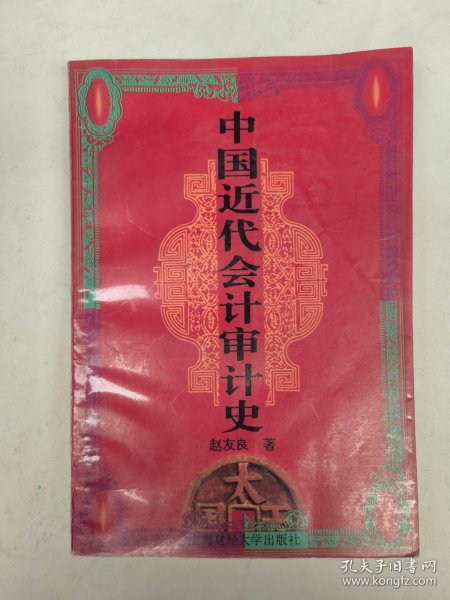 中国近代会计审计史
赵友良 著
太
上海财经大学出版社
孔夫子旧书网
www.kongfz.com